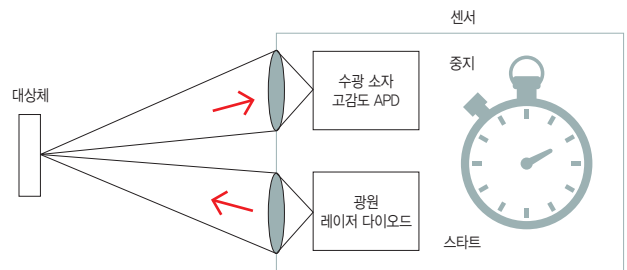 센서
중지
수광 소자
고감도 APD
대상체
광원
레이저 다이오드
스타트